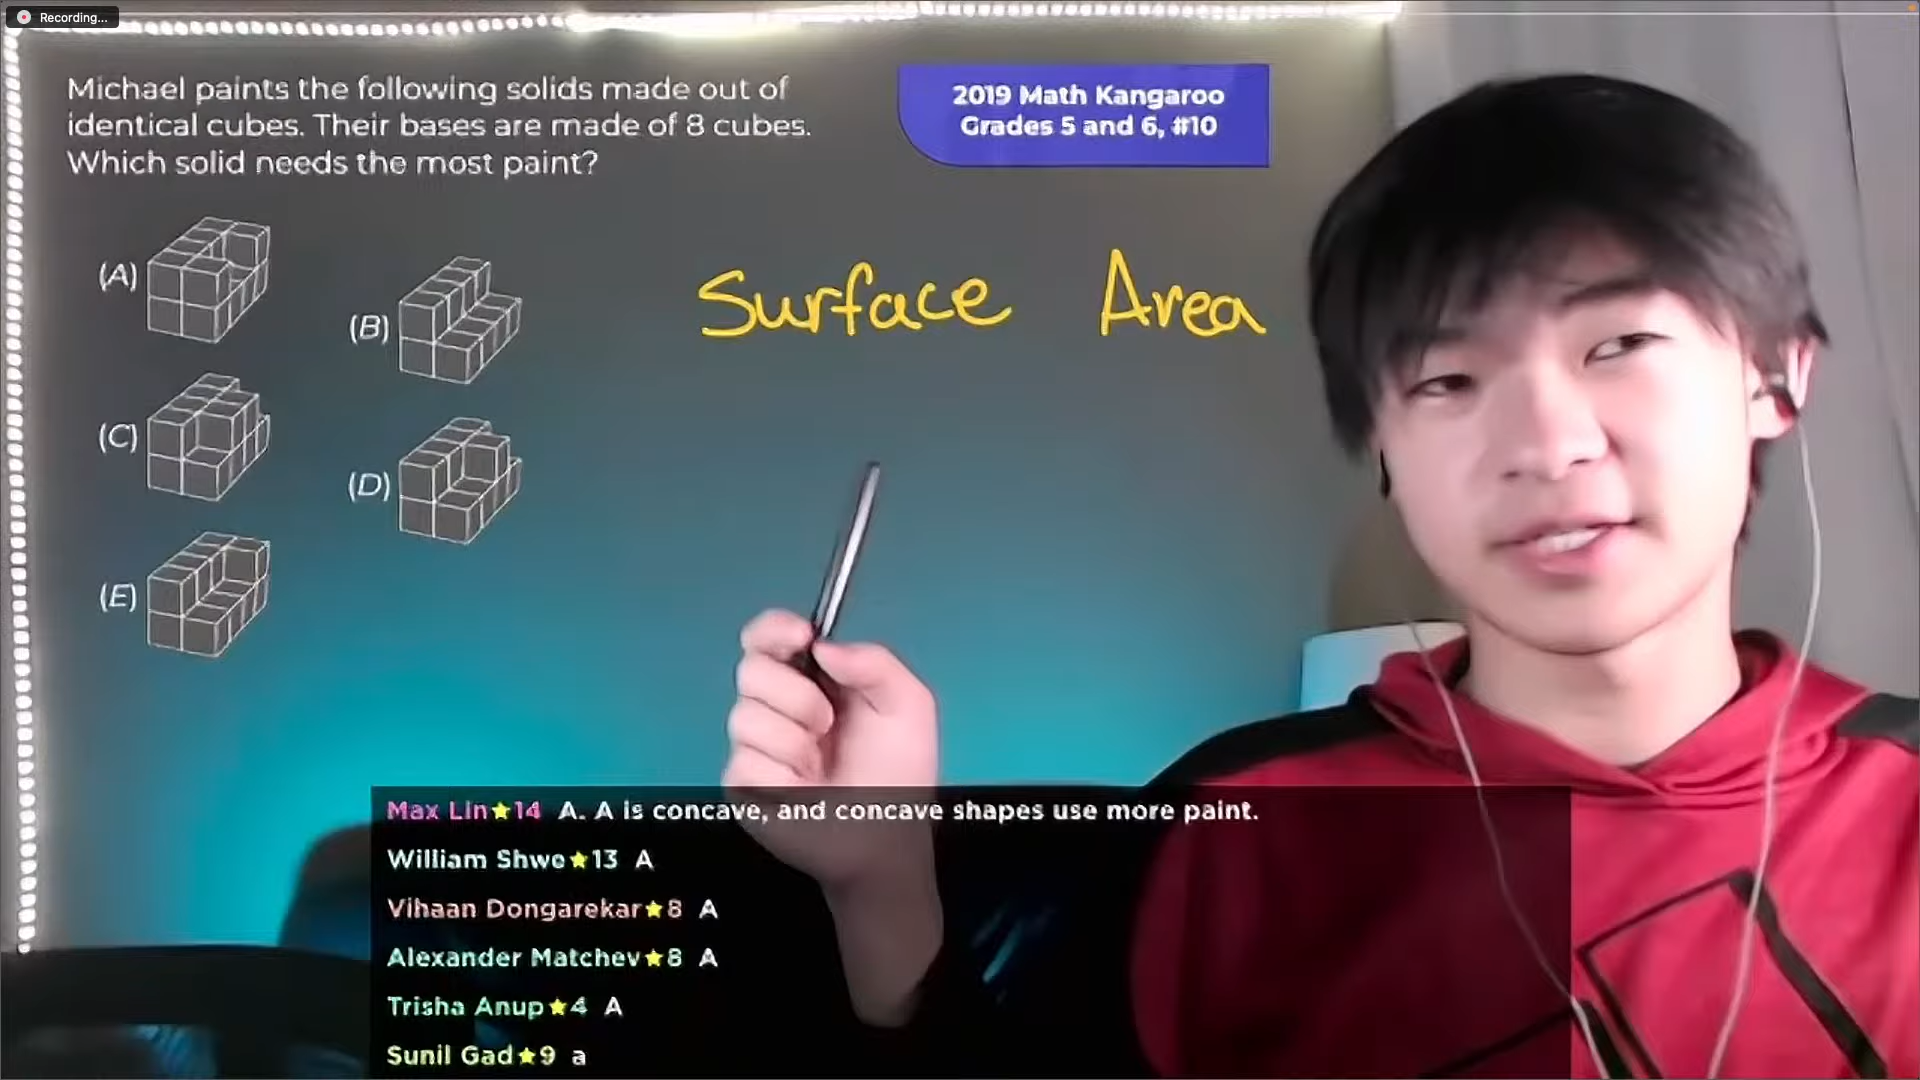 Recording...
Michael paints the following solids made out of
identical cubes. Their bases are made of 8 cubes.
Which solid needs the most paint?
2019 Math Kangaroo
Grades 5 and 6, #10
(A)
(B)
(C)
(D)
(E)
Surface Area
Max Lin★14 A. A is concave, and concave shapes use more paint.
William Shwe★13 A
Vihaan Dongarekar★8 A
Alexander Matchev★8 A
Trisha Anup★4 A
Sunil Gad★9 a